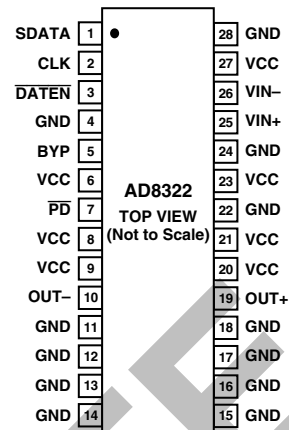 SDATA 1 28 GND
CLK 2 27 VCC
DATEN 3 26 VIN–
GND 4 25 VIN+
BYP 5 24 GND
VCC 6 23 VCC
AD8322
PD 7 22 GND
TOP VIEW
(Not to Scale)
VCC 8 21 VCC
VCC 9 20 VCC
OUT– 10 19 OUT+
GND 11 18 GND
GND 12 17 GND
GND 13 16 GND
GND 14 15 GND